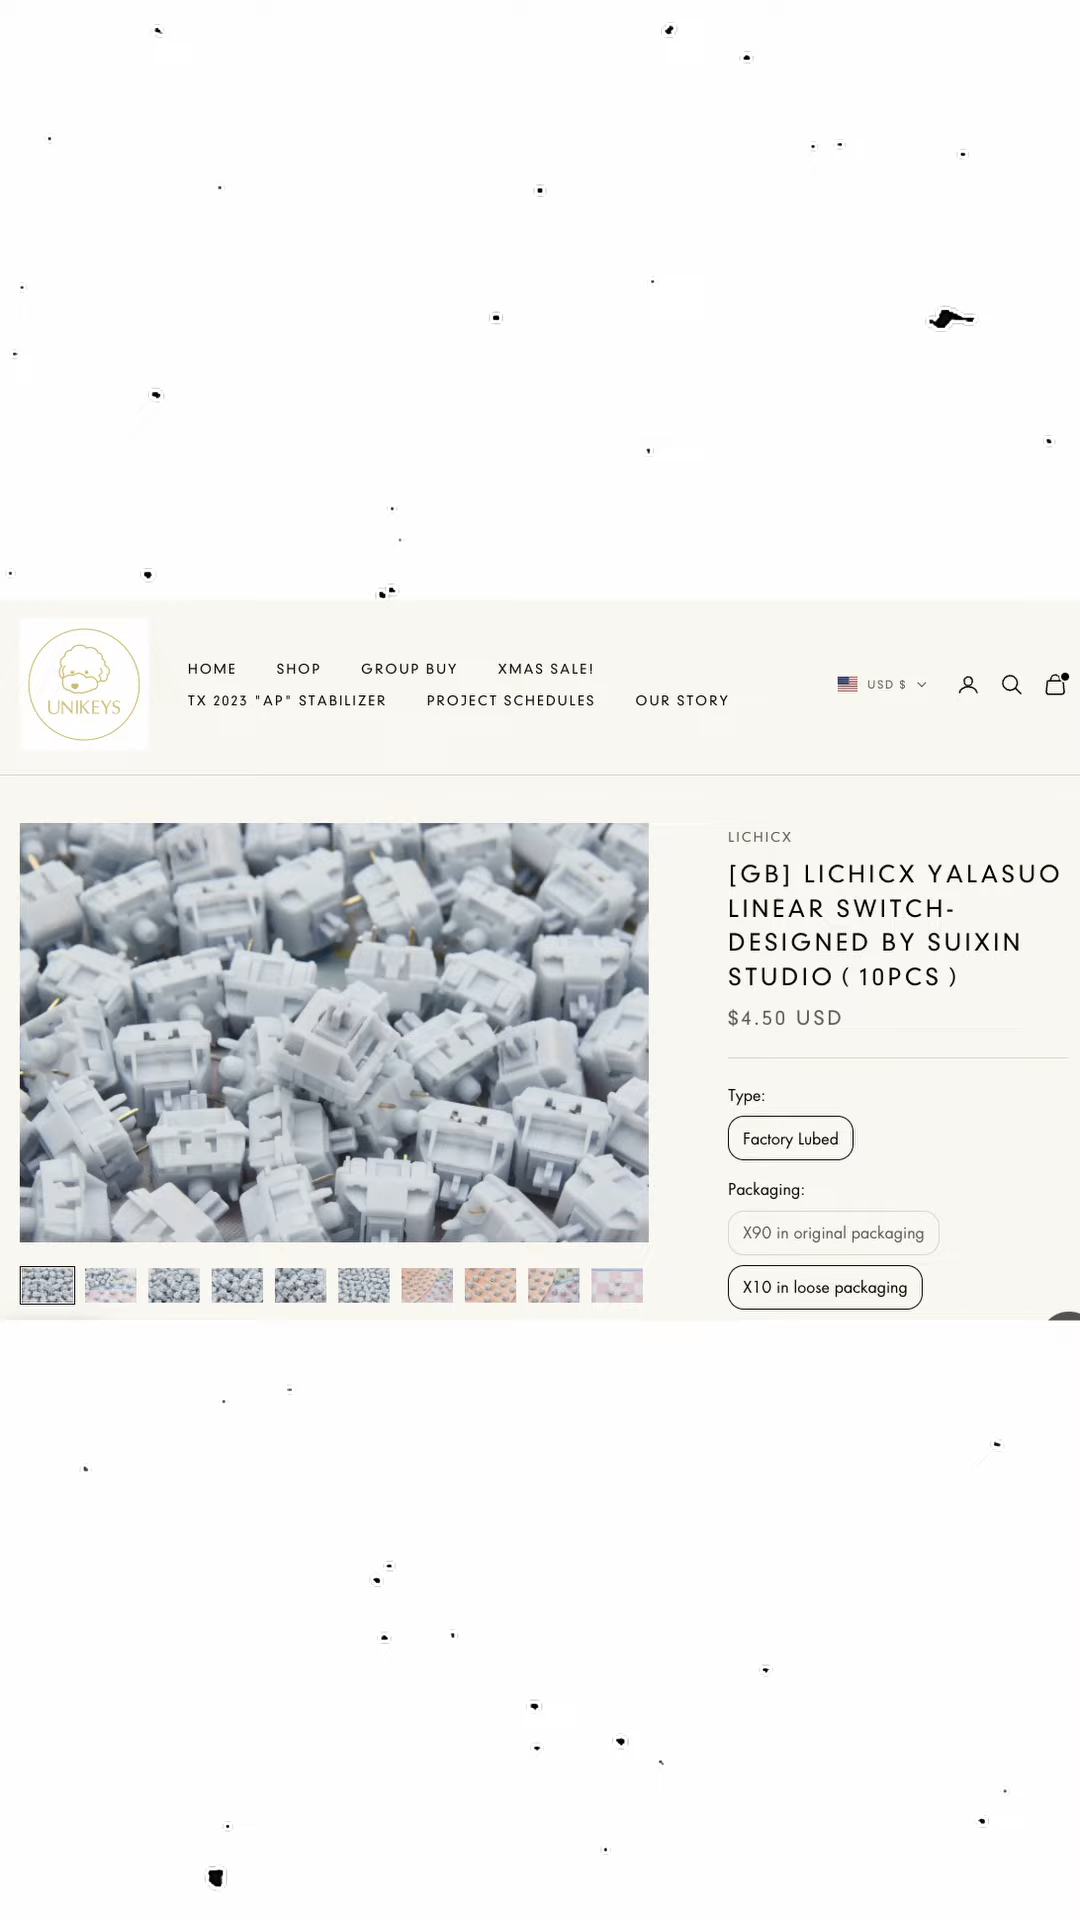 UNIKEYS
HOME SHOP GROUP BUY XMAS SALE!
TX 2023 "AP" STABILIZER PROJECT SCHEDULES OUR STORY
USD $
LICHICX
[GB] LICHICX YALASUO
LINEAR SWITCH-
DESIGNED BY SUIXIN
STUDIO ( 10PCS )
$4.50 USD
Type:
Factory Lubed
Packaging:
X90 in original packaging
X10 in loose packaging